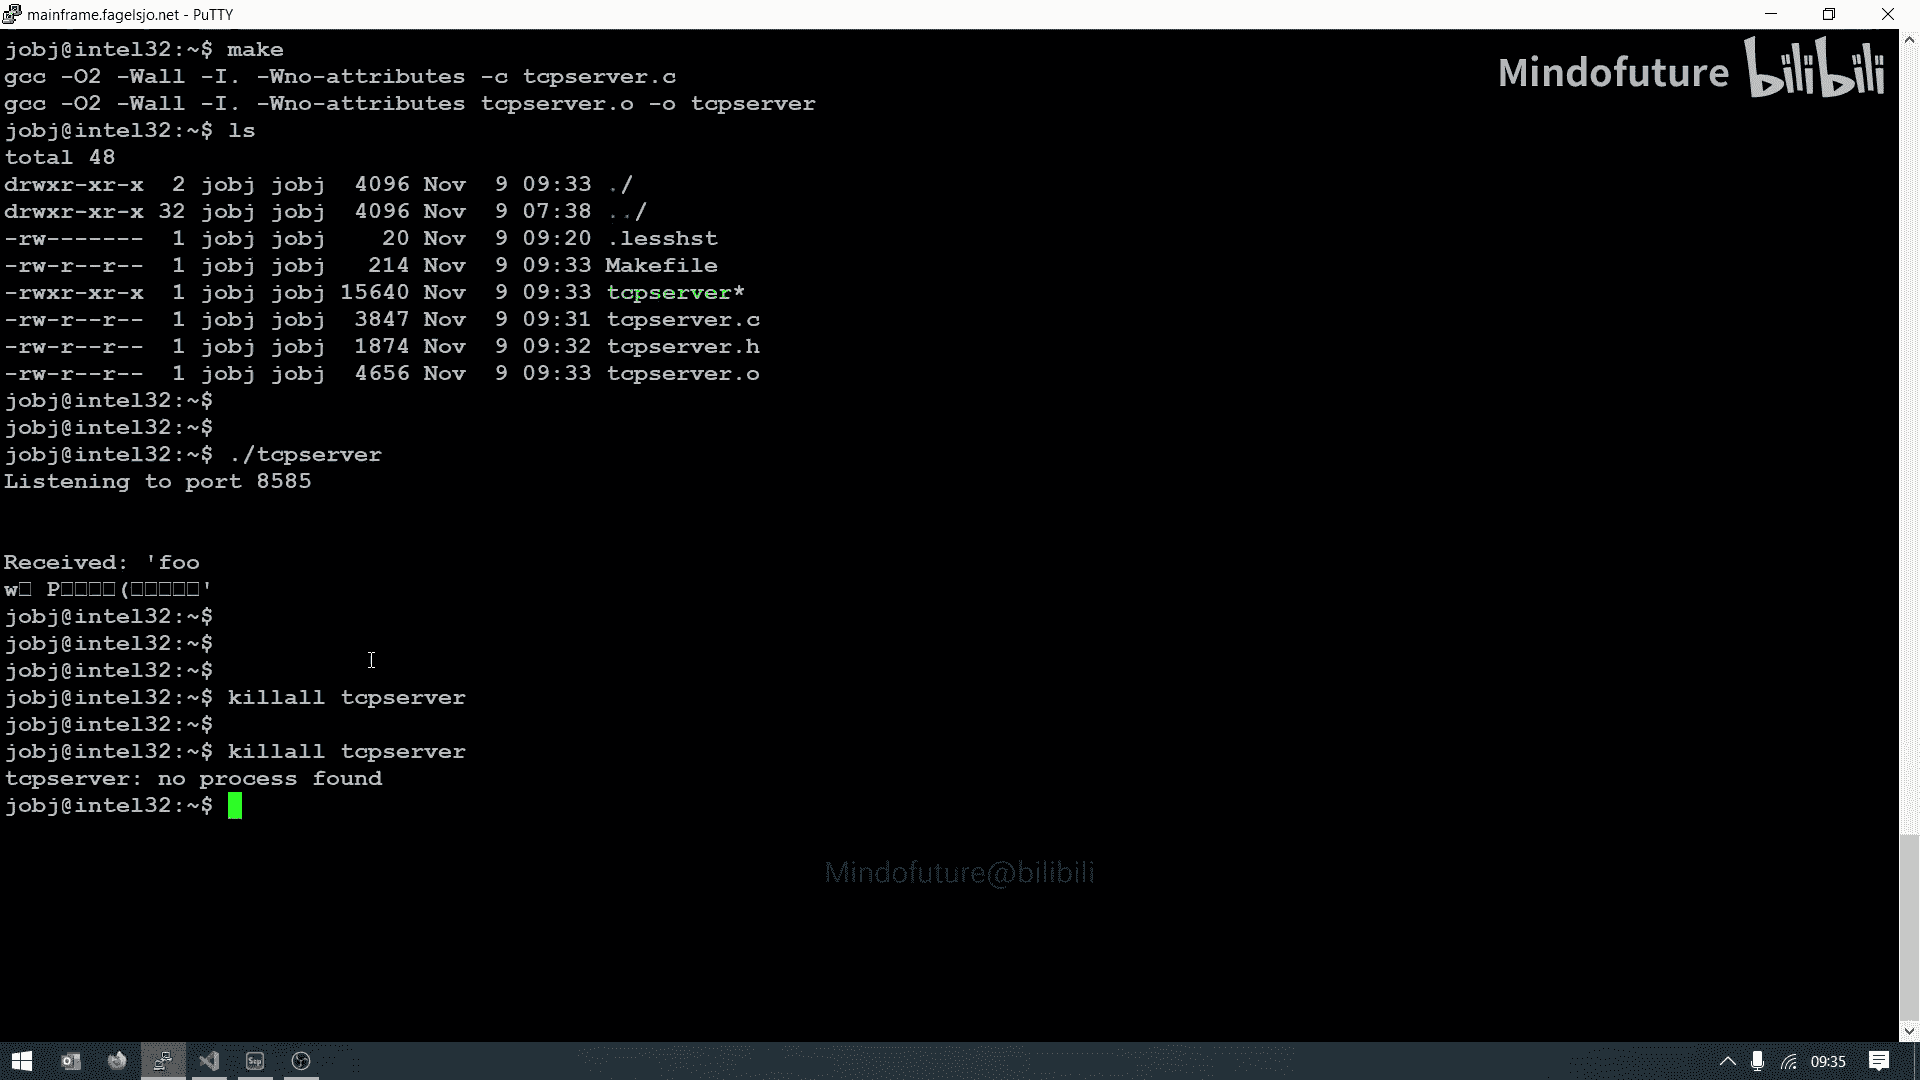 mainframe.fagelsjo.net - PuTTY
jobj@intel32:~$ make
gcc -O2 -Wall -I. -Wno-attributes -c tcpserver.c
gcc -O2 -Wall -I. -Wno-attributes tcpserver.o -o tcpserver
jobj@intel32:~$ ls
total 48
drwxr-xr-x  2 jobj jobj  4096 Nov  9 09:33 ./
drwxr-xr-x 32 jobj jobj  4096 Nov  9 07:38 ../
-rw-------  1 jobj jobj    20 Nov  9 09:20 .lesshst
-rw-r--r--  1 jobj jobj   214 Nov  9 09:33 Makefile
-rwxr-xr-x  1 jobj jobj 15640 Nov  9 09:33 tcpserver*
-rw-r--r--  1 jobj jobj  3847 Nov  9 09:31 tcpserver.c
-rw-r--r--  1 jobj jobj  1874 Nov  9 09:32 tcpserver.h
-rw-r--r--  1 jobj jobj  4656 Nov  9 09:33 tcpserver.o
jobj@intel32:~$
jobj@intel32:~$
jobj@intel32:~$ ./tcpserver
Listening to port 8585
Received: 'foo
w□ P□□□□(□□□□□'
jobj@intel32:~$
jobj@intel32:~$
jobj@intel32:~$
jobj@intel32:~$ killall tcpserver
jobj@intel32:~$
jobj@intel32:~$ killall tcpserver
tcpserver: no process found
jobj@intel32:~$
Mindofuture bilibili
Mindofuture@bilibili
09:35